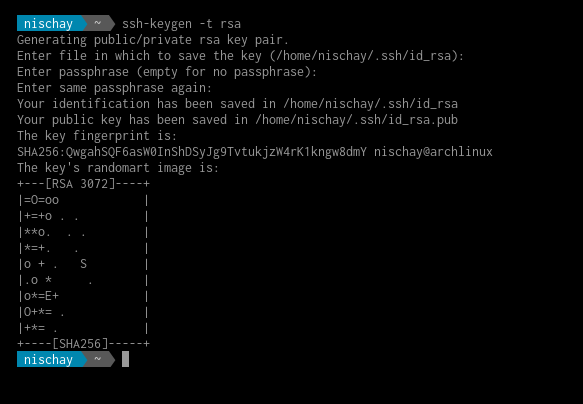 nischay ~ ssh-keygen -t rsa
Generating public/private rsa key pair.
Enter file in which to save the key (/home/nischay/.ssh/id_rsa):
Enter passphrase (empty for no passphrase):
Enter same passphrase again:
Your identification has been saved in /home/nischay/.ssh/id_rsa
Your public key has been saved in /home/nischay/.ssh/id_rsa.pub
The key fingerprint is:
SHA256:QwgahSQF6asW0InShDSyJg9TvtukjzW4rK1kngw8dmY nischay@archlinux
The key's randomart image is:
+---[RSA 3072]----+
|=O=oo            |
|+=+o . .         |
|**o.  . .        |
|*=+.   .         |
|o + .   S        |
|.o *     .       |
|o*=E+            |
|O+*= .           |
|+*= .            |
+----[SHA256]-----+
nischay ~